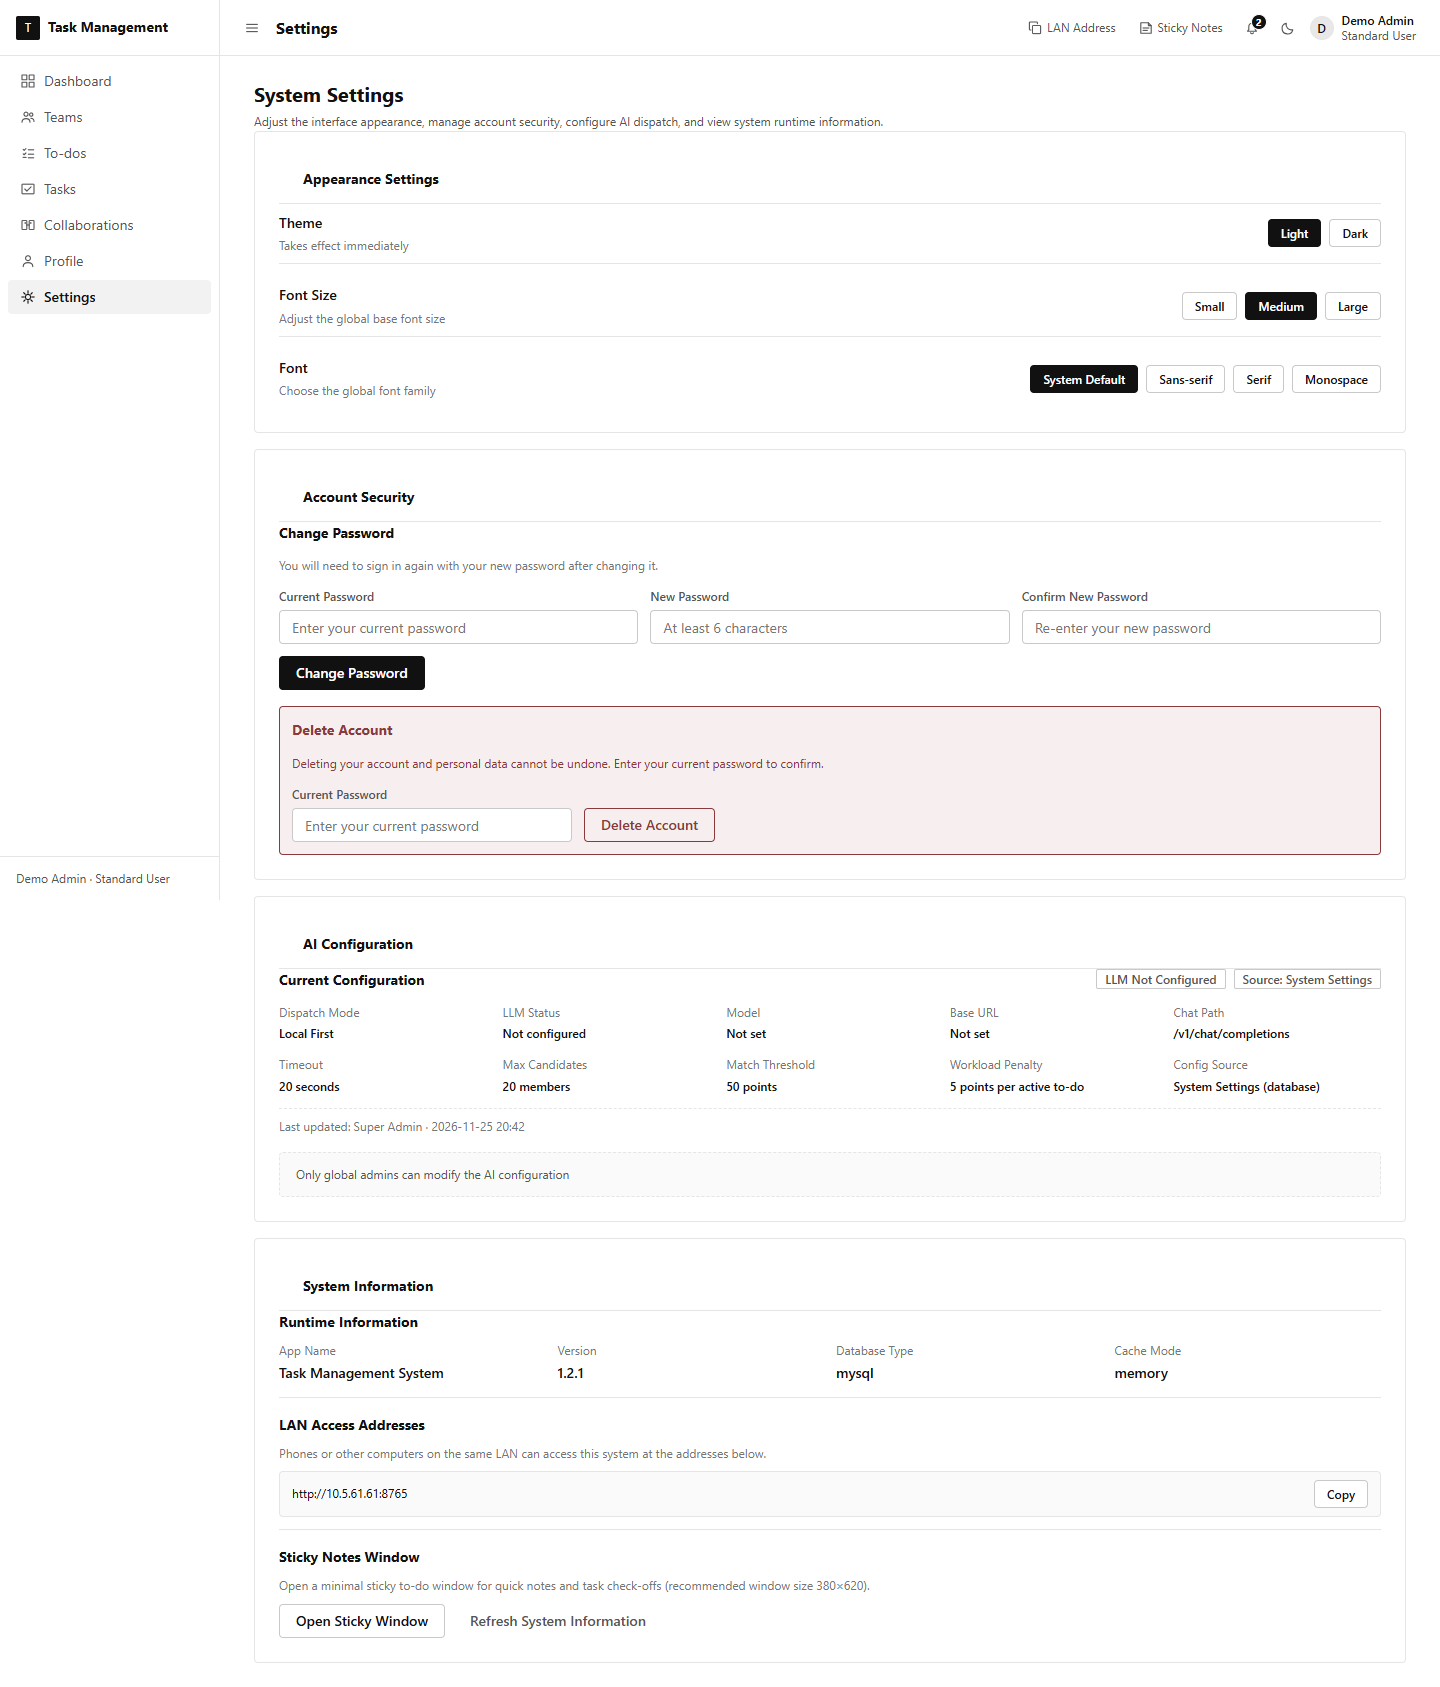 T Task Management
Settings
LAN Address
Sticky Notes
2
D
Demo Admin
Standard User
Dashboard
Teams
To-dos
Tasks
Collaborations
Profile
Settings
Demo Admin · Standard User
System Settings
Adjust the interface appearance, manage account security, configure AI dispatch, and view system runtime information.
Appearance Settings
Theme
Takes effect immediately
Light Dark
Font Size
Adjust the global base font size
Small Medium Large
Font
Choose the global font family
System Default Sans-serif Serif Monospace
Account Security
Change Password
You will need to sign in again with your new password after changing it.
Current Password New Password Confirm New Password
Enter your current password At least 6 characters Re-enter your new password
Change Password
Delete Account
Deleting your account and personal data cannot be undone. Enter your current password to confirm.
Current Password
Enter your current password Delete Account
AI Configuration
Current Configuration LLM Not Configured Source: System Settings
Dispatch Mode LLM Status Model Base URL Chat Path
Local First Not configured Not set Not set /v1/chat/completions
Timeout Max Candidates Match Threshold Workload Penalty Config Source
20 seconds 20 members 50 points 5 points per active to-do System Settings (database)
Last updated: Super Admin · 2026-11-25 20:42
Only global admins can modify the AI configuration
System Information
Runtime Information
App Name Version Database Type Cache Mode
Task Management System 1.2.1 mysql memory
LAN Access Addresses
Phones or other computers on the same LAN can access this system at the addresses below.
http://10.5.61.61:8765 Copy
Sticky Notes Window
Open a minimal sticky to-do window for quick notes and task check-offs (recommended window size 380×620).
Open Sticky Window Refresh System Information